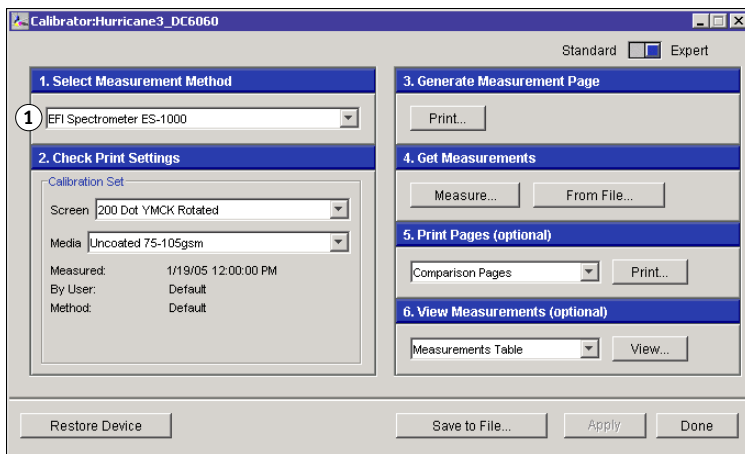 Calibrator:Hurricane3_DC6060
Standard Expert
1. Select Measurement Method
1
EFI Spectrometer ES-1000
2. Check Print Settings
Calibration Set
Screen 200 Dot YMCK Rotated
Media Uncoated 75-105gsm
Measured: 1/19/05 12:00:00 PM
By User: Default
Method: Default
3. Generate Measurement Page
Print...
4. Get Measurements
Measure... From File...
5. Print Pages (optional)
Comparison Pages Print...
6. View Measurements (optional)
Measurements Table View...
Restore Device Save to File... Apply Done